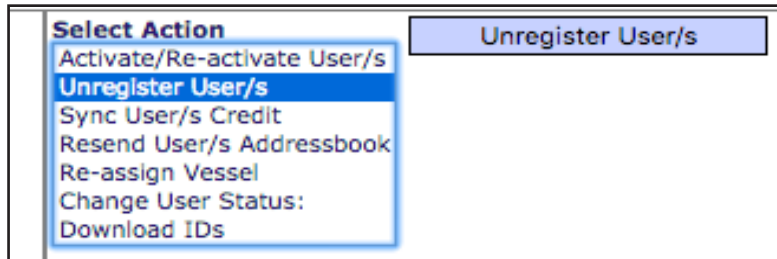 Select Action
Activate/Re-activate User/s
Unregister User/s
Sync User/s Credit
Resend User/s Addressbook
Re-assign Vessel
Change User Status:
Download IDs
Unregister User/s